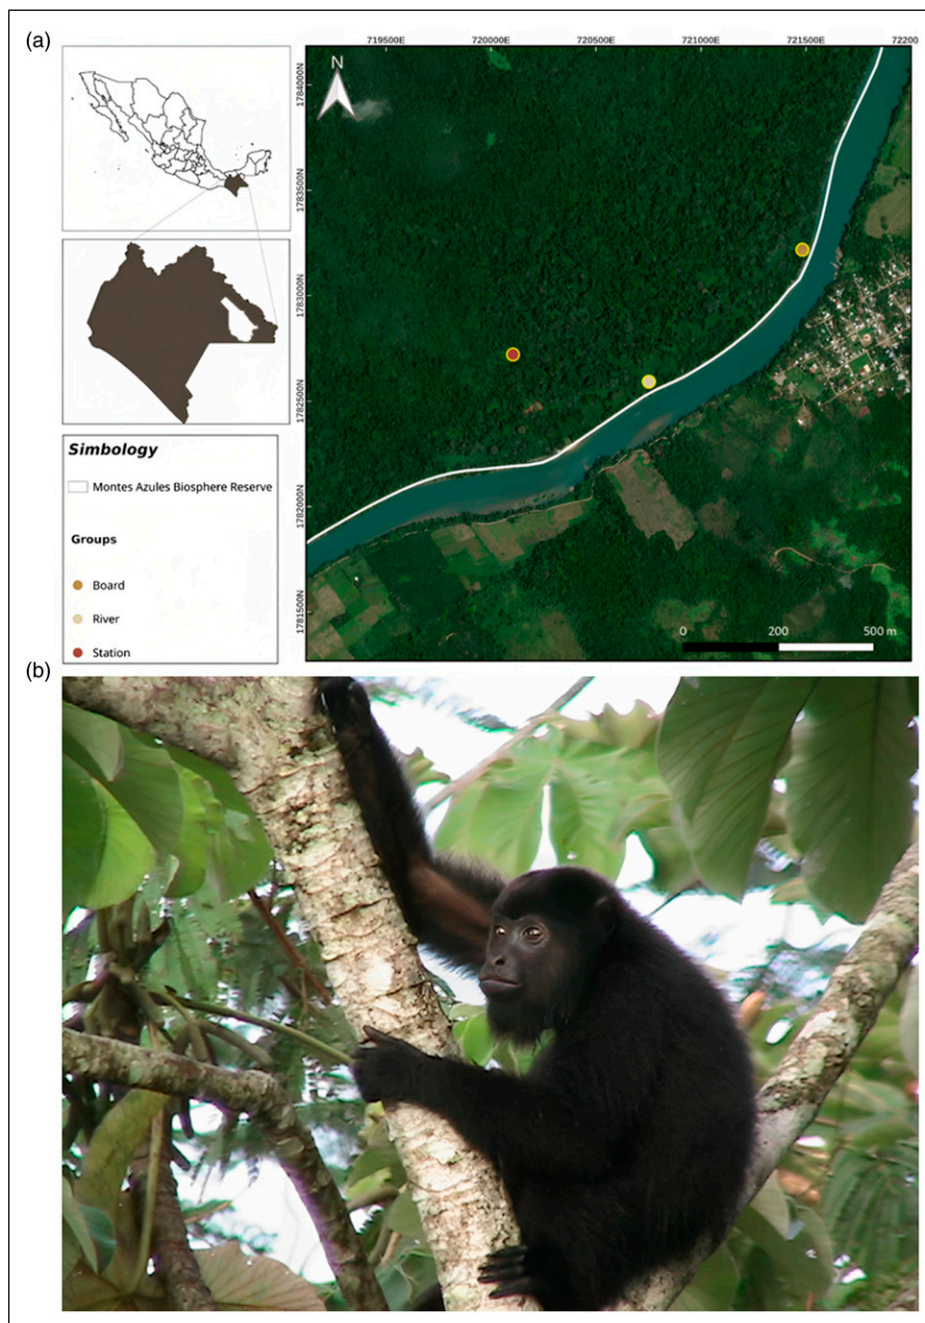 (a)
719500E 720000E 720500E 721000E 721500E 72200
N
1784000N
1783500N
1783000N
1782500N
1782000N
1781500N
Simbology
Montes Azules Biosphere Reserve
Groups
Board
River
Station
0 200 500 m
(b)